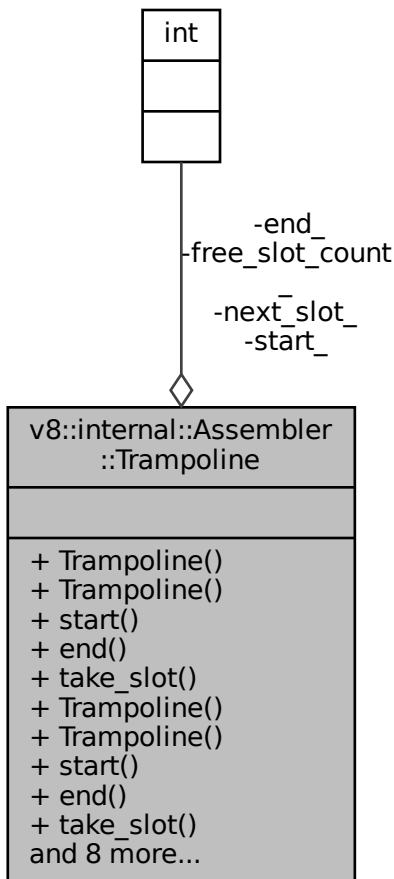 int
-end_
-free_slot_count
_
-next_slot_
-start_
v8::internal::Assembler
::Trampoline
+ Trampoline()
+ Trampoline()
+ start()
+ end()
+ take_slot()
+ Trampoline()
+ Trampoline()
+ start()
+ end()
+ take_slot()
and 8 more...